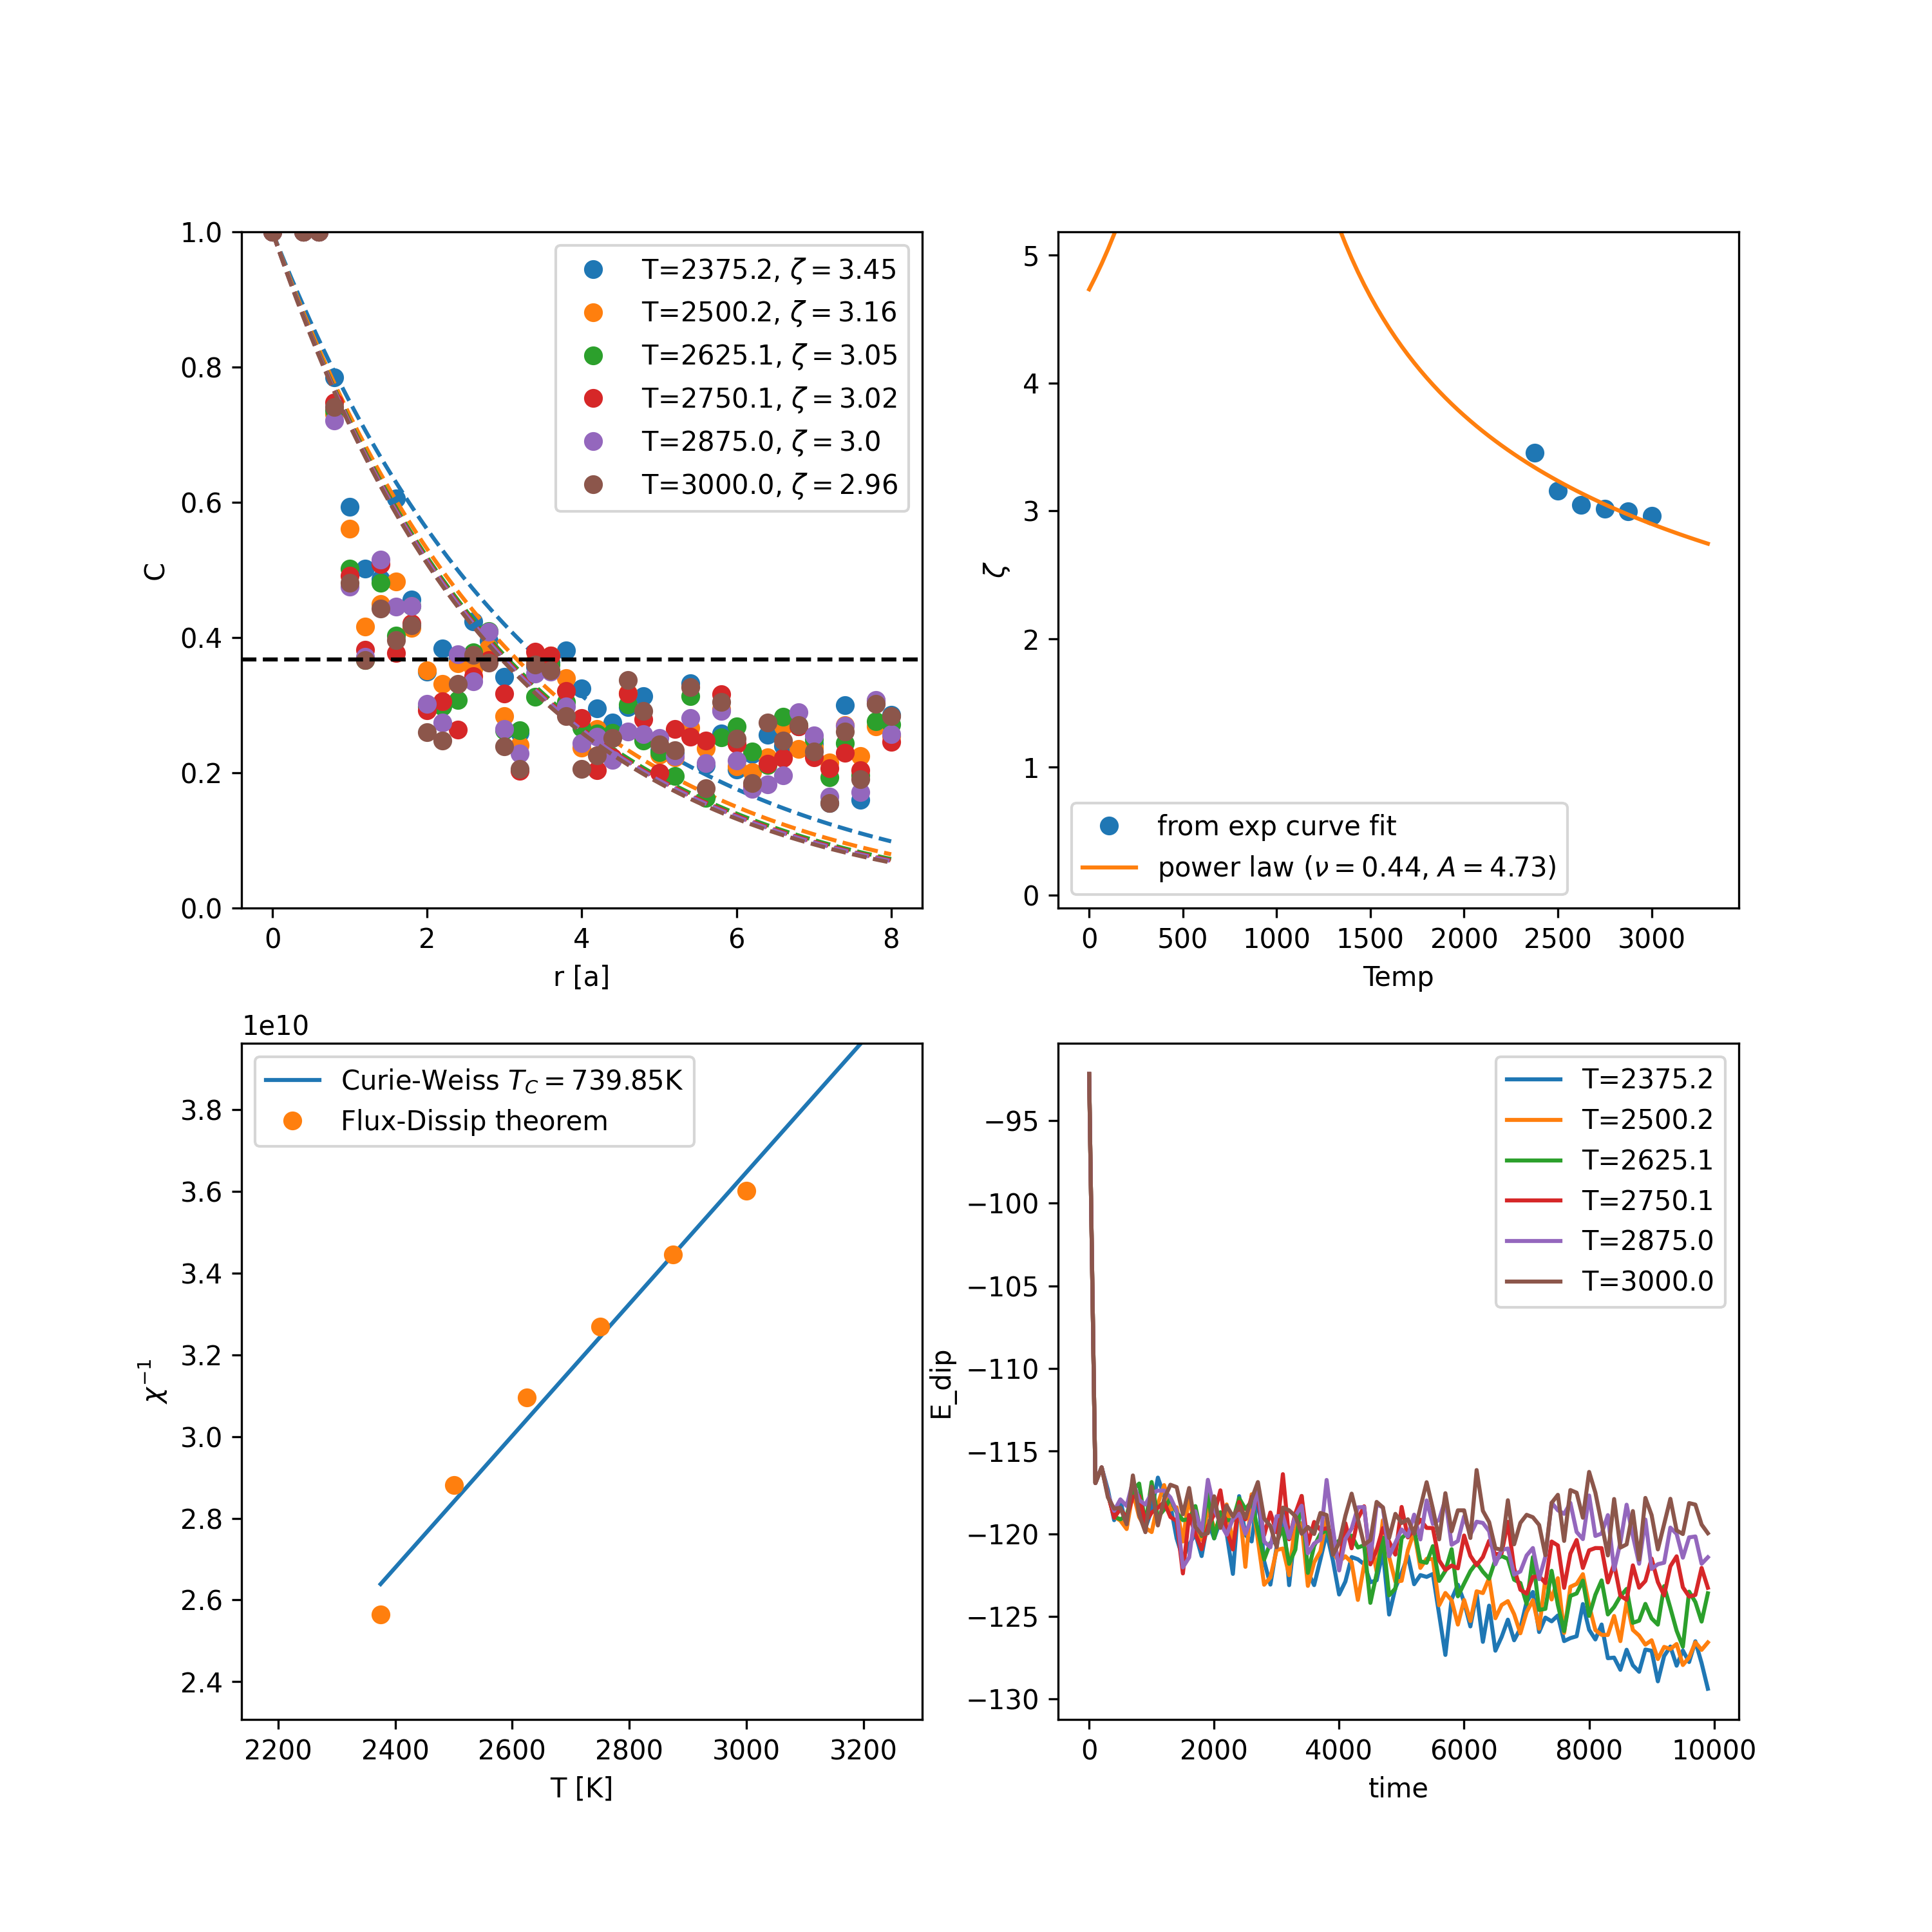 1.0
0.8
0.6
0.4
0.2
0.0
C
0 2 4 6 8
r [a]
T=2375.2, ζ = 3.45
T=2500.2, ζ = 3.16
T=2625.1, ζ = 3.05
T=2750.1, ζ = 3.02
T=2875.0, ζ = 3.0
T=3000.0, ζ = 2.96
5
4
3
2
1
0
ζ
0 500 1000 1500 2000 2500 3000
Temp
from exp curve fit
power law (ν = 0.44, A = 4.73)
1e10
3.8
3.6
3.4
3.2
3.0
2.8
2.6
2.4
χ⁻¹
2200 2400 2600 2800 3000 3200
T [K]
Curie-Weiss T_C = 739.85K
Flux-Dissip theorem
−95
−100
−105
−110
−115
−120
−125
−130
E_dip
0 2000 4000 6000 8000 10000
time
T=2375.2
T=2500.2
T=2625.1
T=2750.1
T=2875.0
T=3000.0